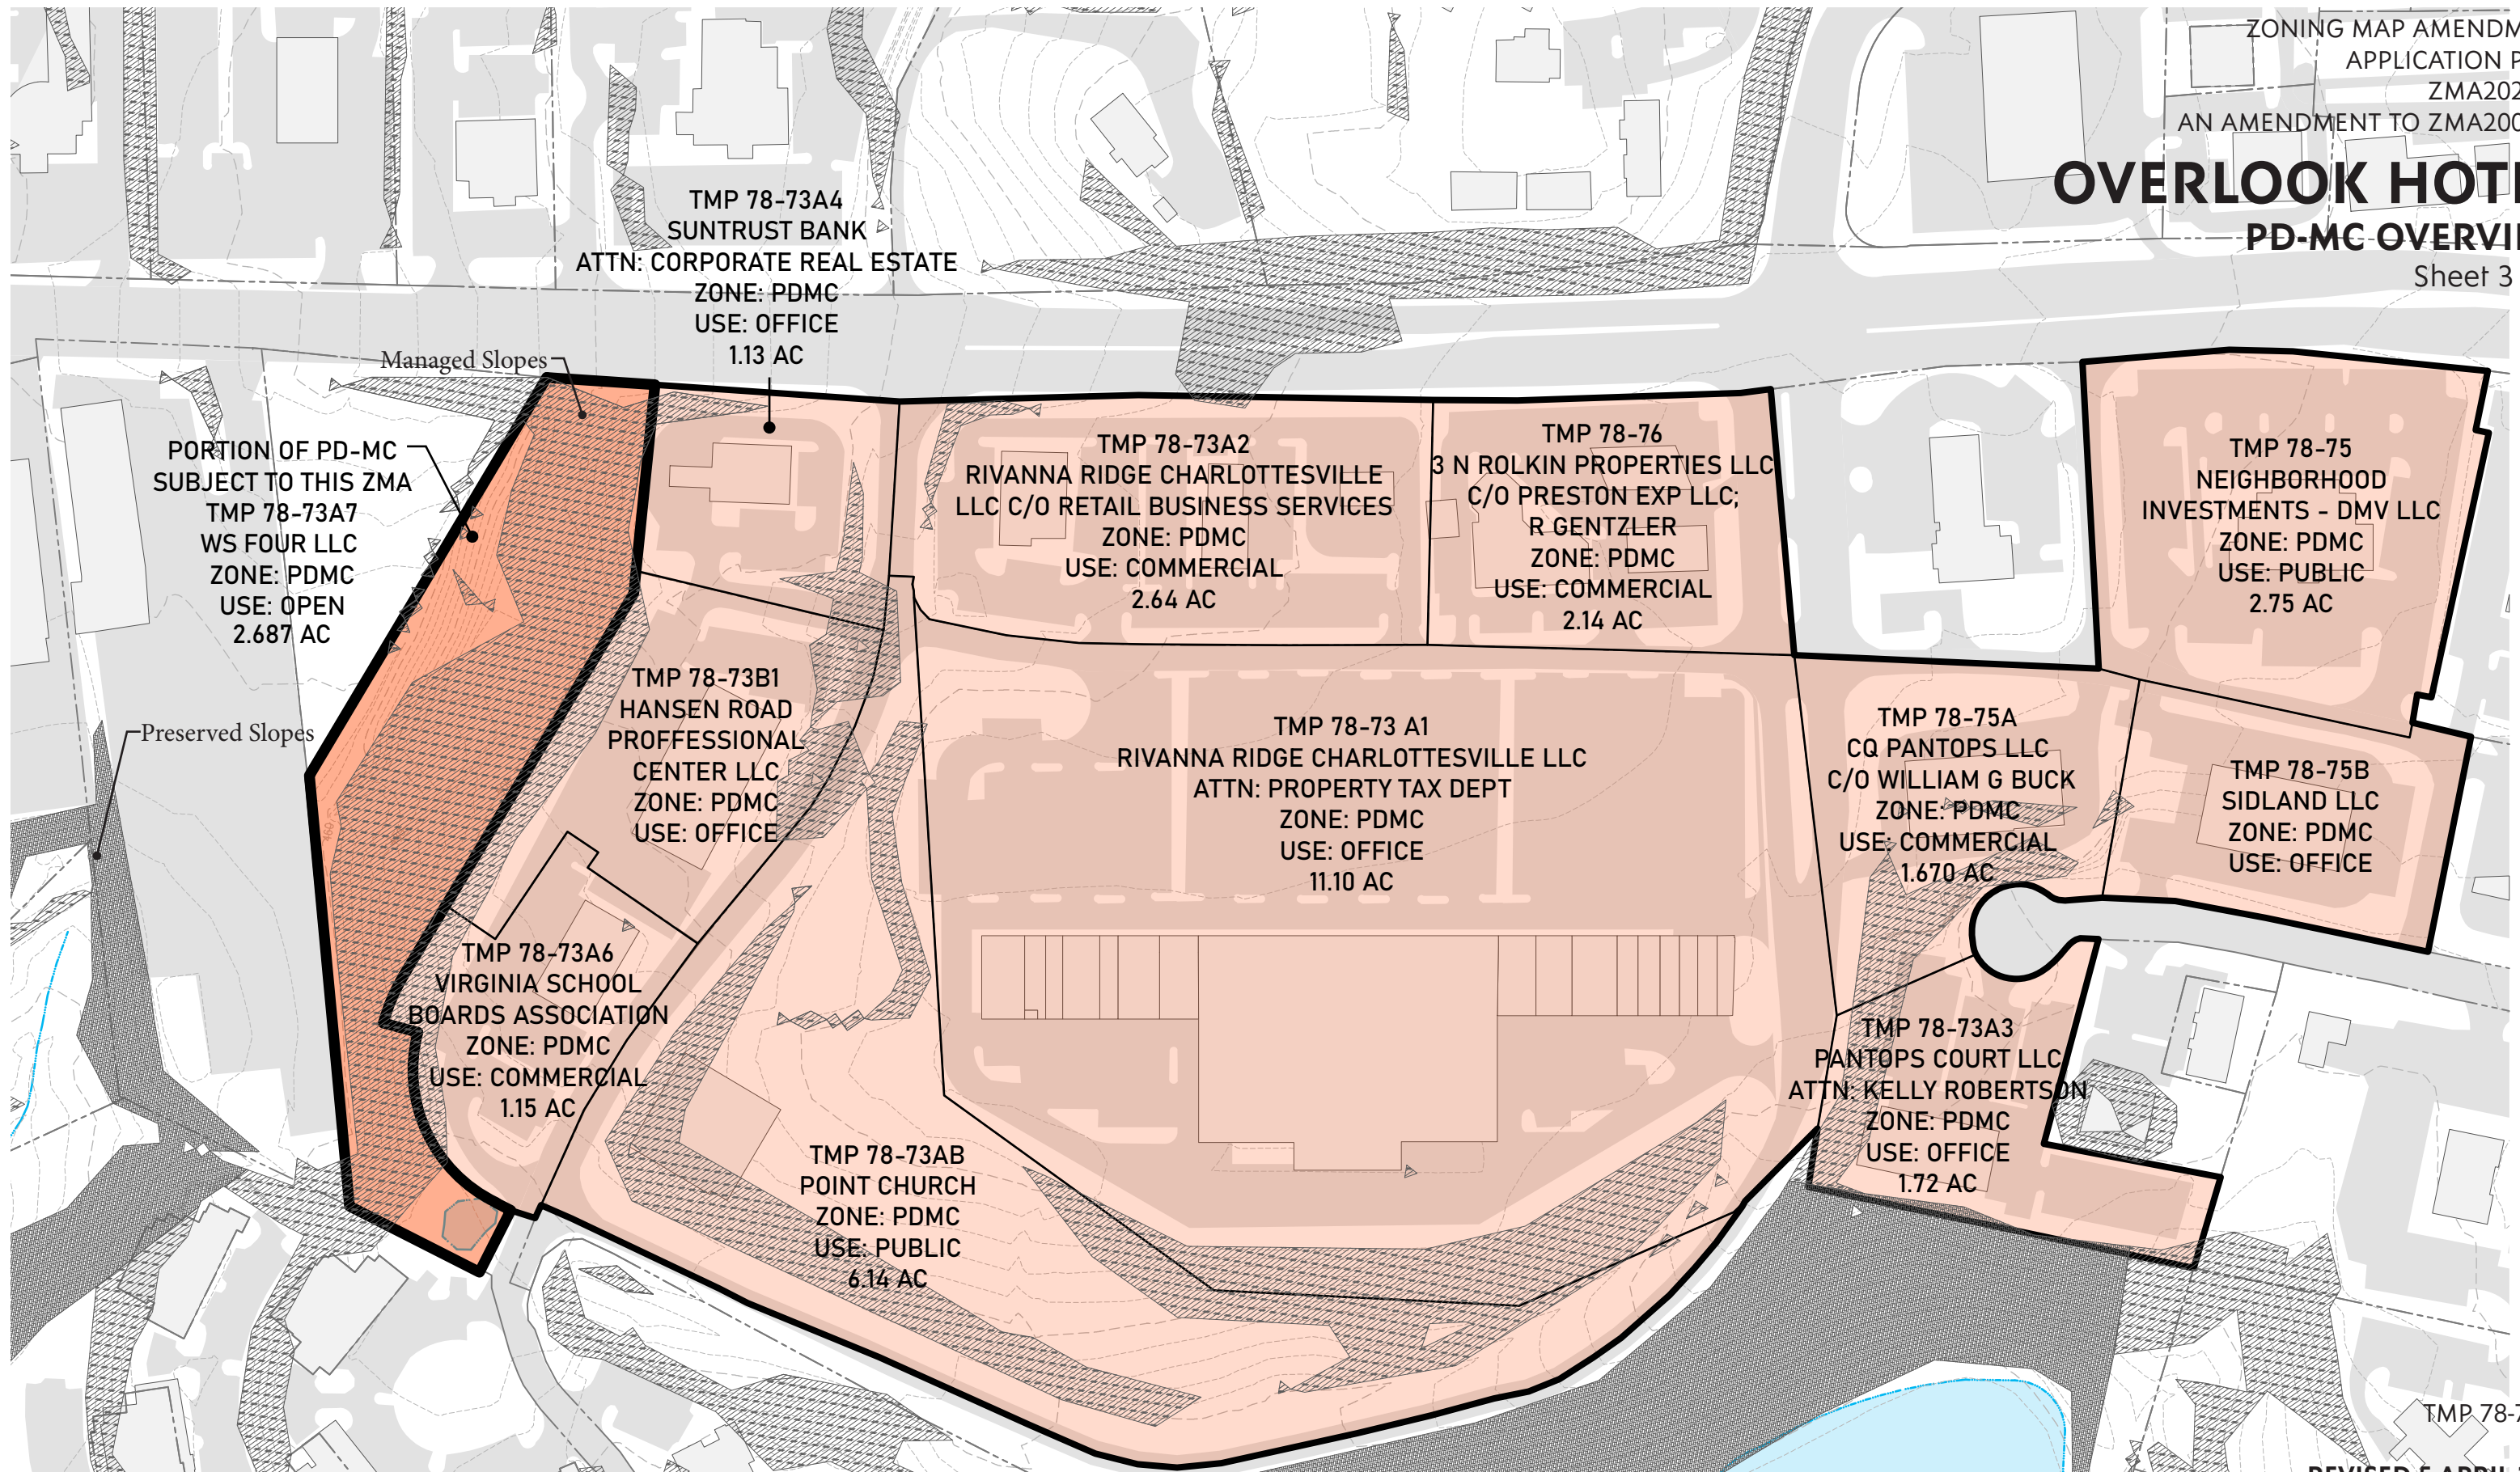 ZONING MAP AMENDM
APPLICATION P
ZMA202
AN AMENDMENT TO ZMA200
OVERLOOK HOT
PD-MC OVERVI
Sheet 3
TMP 78-73A4
SUNTRUST BANK
ATTN: CORPORATE REAL ESTATE
ZONE: PDMC
USE: OFFICE
1.13 AC
Managed Slopes
PORTION OF PD-MC
SUBJECT TO THIS ZMA
TMP 78-73A7
WS FOUR LLC
ZONE: PDMC
USE: OPEN
2.687 AC
TMP 78-73A2
RIVANNA RIDGE CHARLOTTESVILLE
LLC C/O RETAIL BUSINESS SERVICES
ZONE: PDMC
USE: COMMERCIAL
2.64 AC
TMP 78-76
3 N ROLKIN PROPERTIES LLC
C/O PRESTON EXP LLC;
R GENTZLER
ZONE: PDMC
USE: COMMERCIAL
2.14 AC
TMP 78-75
NEIGHBORHOOD
INVESTMENTS - DMV LLC
ZONE: PDMC
USE: PUBLIC
2.75 AC
Preserved Slopes
TMP 78-73B1
HANSEN ROAD
PROFFESSIONAL
CENTER LLC
ZONE: PDMC
USE: OFFICE
TMP 78-73 A1
RIVANNA RIDGE CHARLOTTESVILLE LLC
ATTN: PROPERTY TAX DEPT
ZONE: PDMC
USE: OFFICE
11.10 AC
TMP 78-75A
CQ PANTOPS LLC
C/O WILLIAM G BUCK
ZONE: PDMC
USE: COMMERCIAL
1.670 AC
TMP 78-75B
SIDLAND LLC
ZONE: PDMC
USE: OFFICE
460
TMP 78-73A6
VIRGINIA SCHOOL
BOARDS ASSOCIATION
ZONE: PDMC
USE: COMMERCIAL
1.15 AC
TMP 78-73AB
POINT CHURCH
ZONE: PDMC
USE: PUBLIC
6.14 AC
TMP 78-73A3
PANTOPS COURT LLC
ATTN: KELLY ROBERTSON
ZONE: PDMC
USE: OFFICE
1.72 AC
TMP 78-7
REVISED 5 APRIL